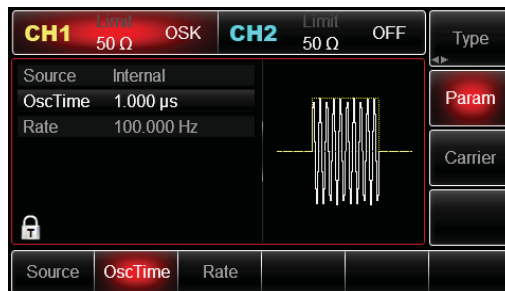 CH1 Limit 50 Ω OSK CH2 Limit 50 Ω OFF
Type
Source Internal
OscTime 1.000 µs
Rate 100.000 Hz
Param
Carrier
T
Source OscTime Rate